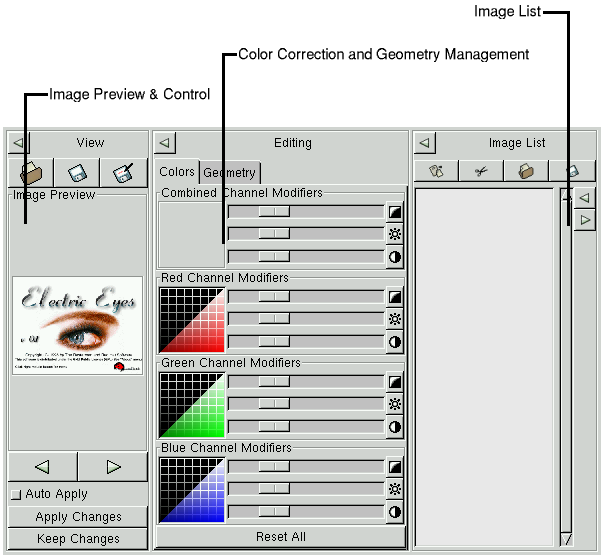 Image List
Color Correction and Geometry Management
Image Preview & Control
View
Editing
Image List
Image Preview
Colors
Geometry
Combined Channel Modifiers
Red Channel Modifiers
Green Channel Modifiers
Blue Channel Modifiers
Electric Eyes
Auto Apply
Apply Changes
Keep Changes
Reset All